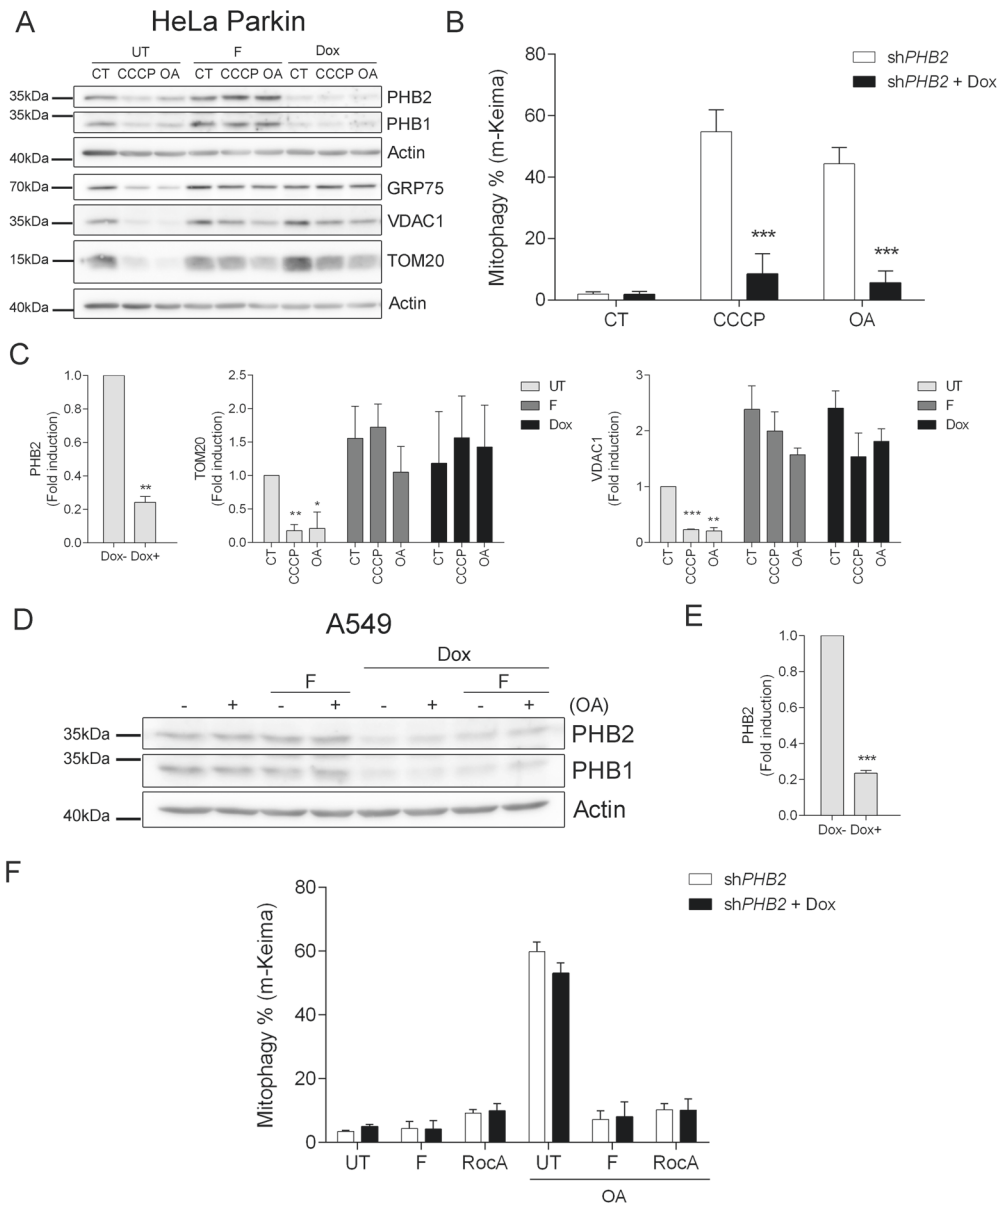 A
HeLa Parkin
UT
F
Dox
CT CCCP OA
CT CCCP OA
CT CCCP OA
35kDa
PHB2
35kDa
PHB1
40kDa
Actin
70kDa
GRP75
35kDa
VDAC1
15kDa
TOM20
40kDa
Actin
B
Mitophagy % (m-Keima)
80
60
40
20
0
***
***
CT
CCCP
OA
shPHB2
shPHB2 + Dox
C
PHB2
(Fold induction)
1.0
0.8
0.6
0.4
0.2
0.0
**
Dox- Dox+
TOM20
(Fold induction)
2.5
2.0
1.5
1.0
0.5
0.0
**
*
CT
CCCP
OA
CT
CCCP
OA
CT
CCCP
OA
UT
F
Dox
VDAC1
(Fold induction)
3
2
1
0
***
**
CT
CCCP
OA
CT
CCCP
OA
CT
CCCP
OA
UT
F
Dox
D
A549
Dox
F
F
- + - + - + - + (OA)
35kDa
PHB2
35kDa
PHB1
40kDa
Actin
E
PHB2
(Fold induction)
1.0
0.8
0.6
0.4
0.2
0.0
***
Dox- Dox+
F
Mitophagy % (m-Keima)
80
60
40
20
0
UT
F
RocA
UT
F
RocA
OA
shPHB2
shPHB2 + Dox